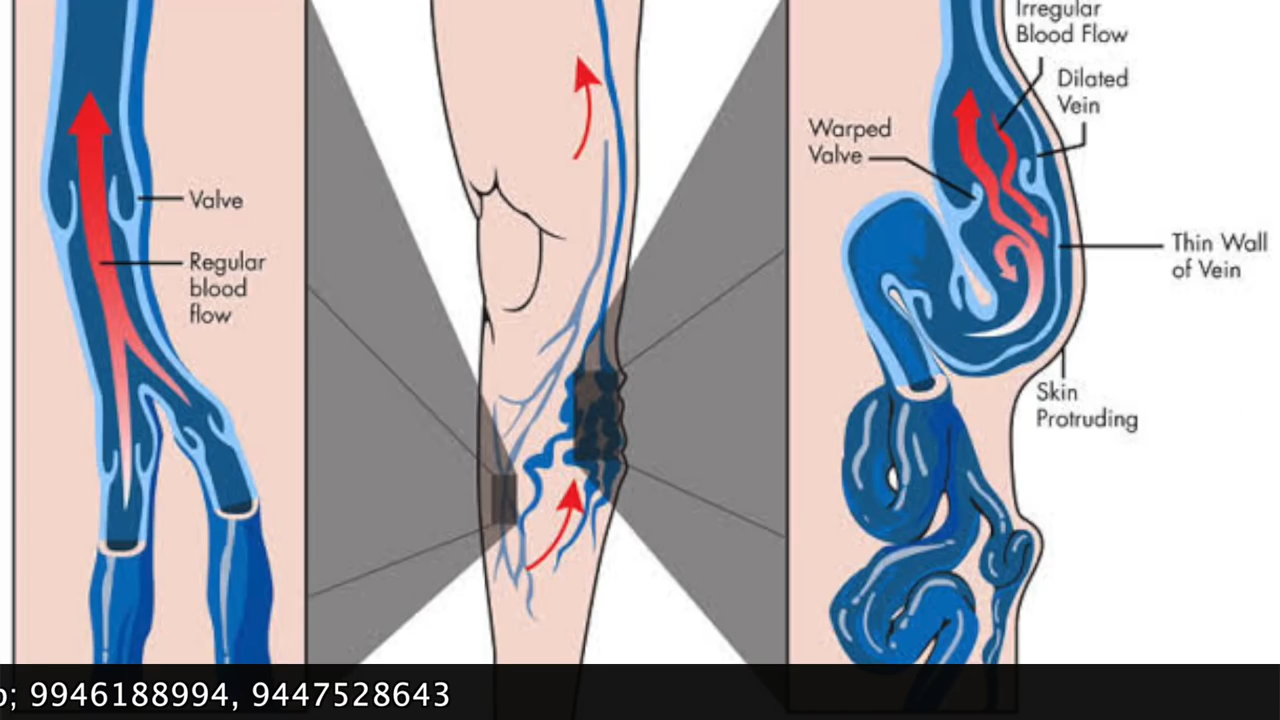 Valve
Regular
blood
flow
Irregular
Blood Flow
Dilated
Vein
Warped
Valve
Thin Wall
of Vein
Skin
Protruding
; 9946188994, 9447528643